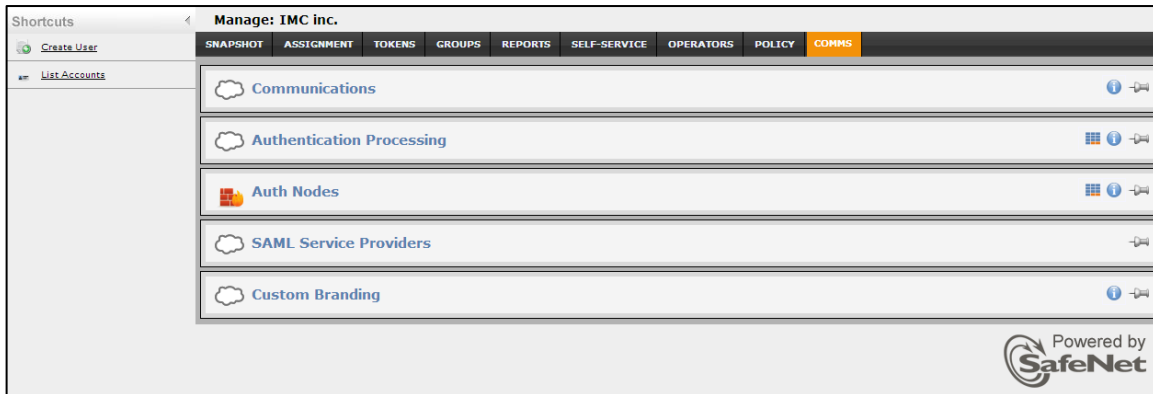 Shortcuts
Create User
List Accounts
Manage: IMC inc.
SNAPSHOT ASSIGNMENT TOKENS GROUPS REPORTS SELF-SERVICE OPERATORS POLICY COMMS
Communications
Authentication Processing
Auth Nodes
SAML Service Providers
Custom Branding
Powered by
SafeNet